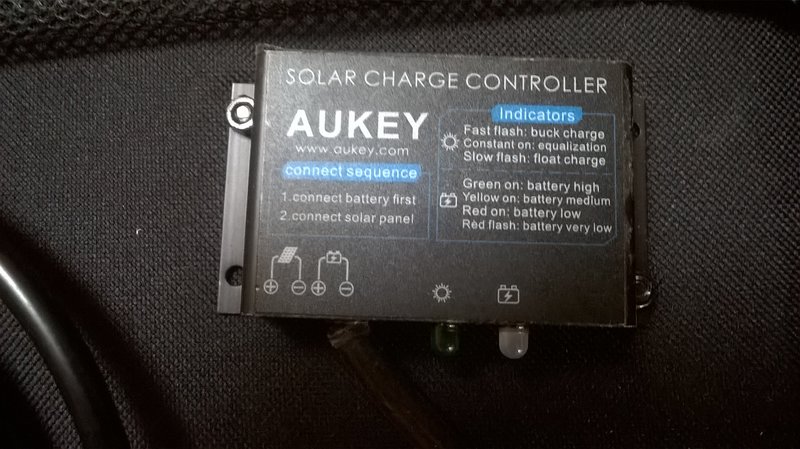 SOLAR CHARGE CONTROLLER
AUKEY
www.aukey.com
connect sequence
1.connect battery first
2.connect solar panel
Indicators
Fast flash: buck charge
Constant on: equalization
Slow flash: float charge
Green on: battery high
Yellow on: battery medium
Red on: battery low
Red flash: battery very low